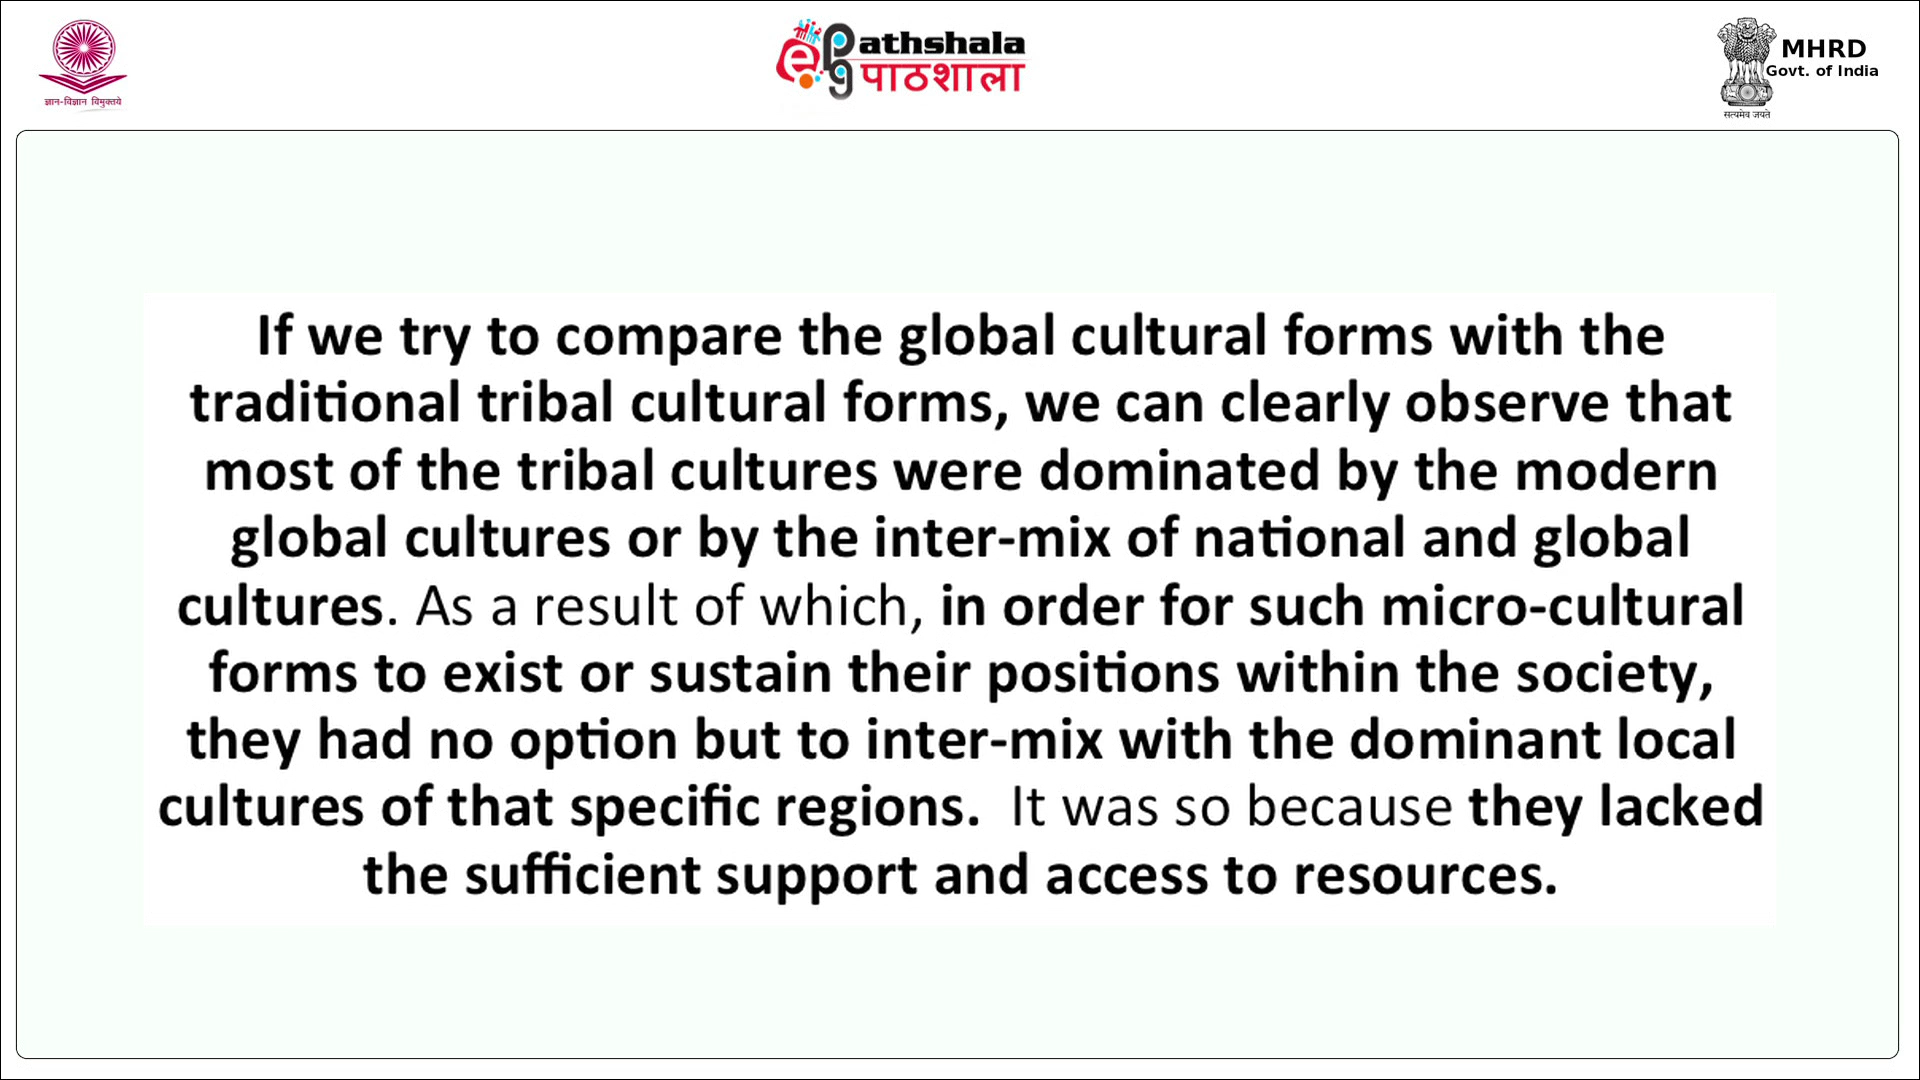 ज्ञान-विज्ञान विमुक्तये
ePG athshala
पाठशाला
MHRD
Govt. of India
सत्यमेव जयते
If we try to compare the global cultural forms with the
traditional tribal cultural forms, we can clearly observe that
most of the tribal cultures were dominated by the modern
global cultures or by the inter-mix of national and global
cultures. As a result of which, in order for such micro-cultural
forms to exist or sustain their positions within the society,
they had no option but to inter-mix with the dominant local
cultures of that specific regions.  It was so because they lacked
the sufficient support and access to resources.